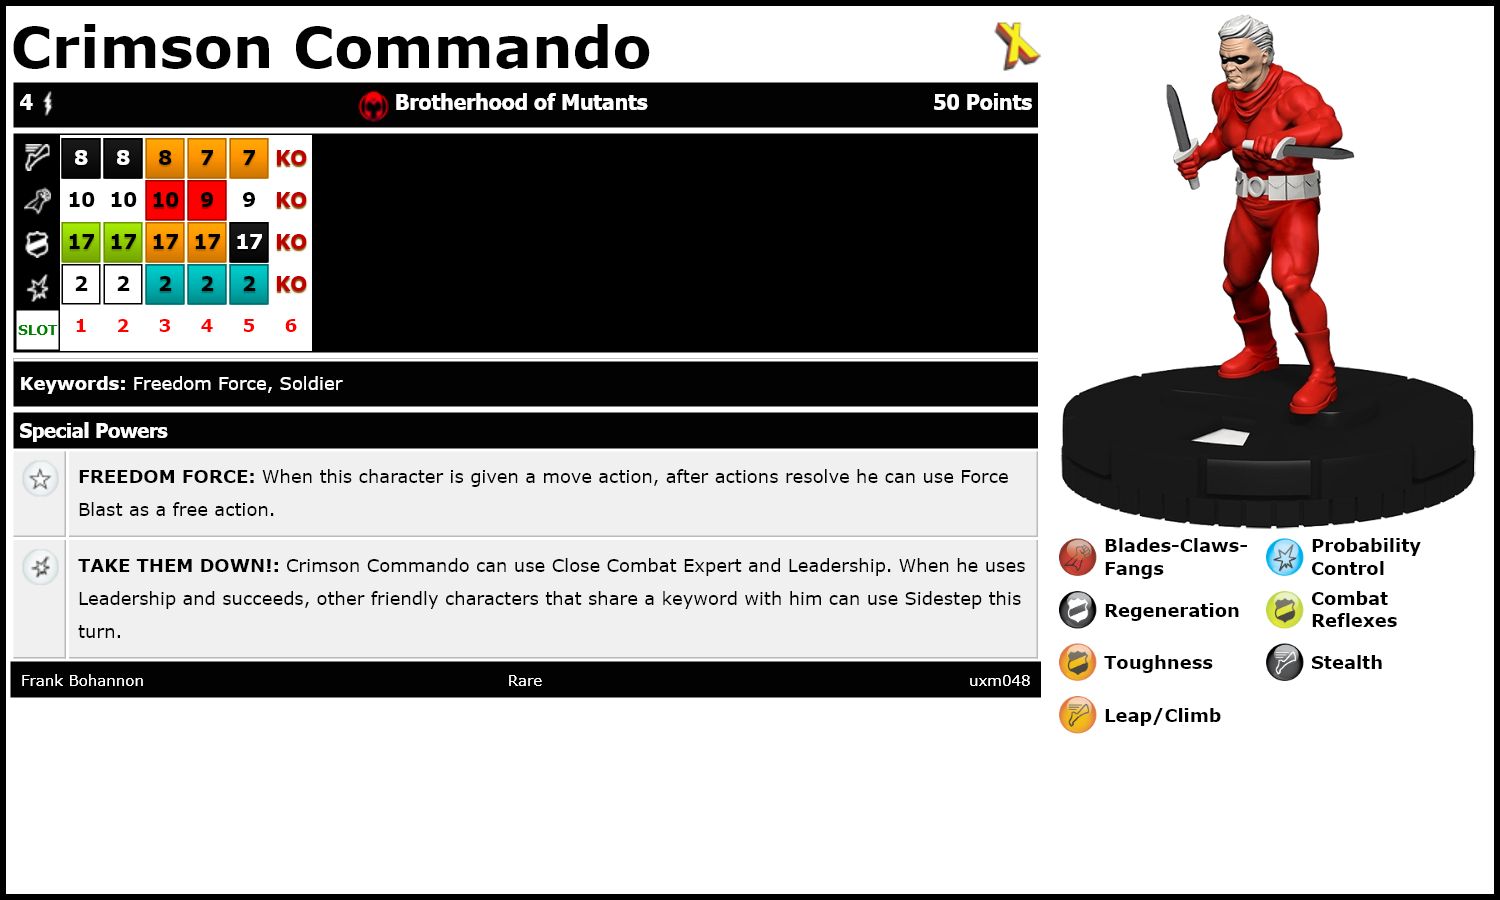 Crimson Commando
4 Brotherhood of Mutants 50 Points
8 8 8 7 7 KO
10 10 10 9 9 KO
17 17 17 17 17 KO
2 2 2 2 2 KO
SLOT 1 2 3 4 5 6
Keywords: Freedom Force, Soldier
Special Powers
FREEDOM FORCE: When this character is given a move action, after actions resolve he can use Force
Blast as a free action.
TAKE THEM DOWN!: Crimson Commando can use Close Combat Expert and Leadership. When he uses
Leadership and succeeds, other friendly characters that share a keyword with him can use Sidestep this
turn.
Frank Bohannon Rare uxm048
Blades-Claws-
Fangs
Probability
Control
Regeneration
Combat
Reflexes
Toughness
Stealth
Leap/Climb